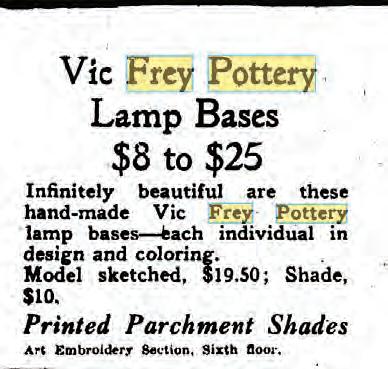 Vic Frey Pottery
Lamp Bases
$8 to $25
Infinitely beautiful are these
hand-made Vic Frey Pottery
lamp bases—each individual in
design and coloring.
Model sketched, $19.50; Shade,
$10.
Printed Parchment Shades
Art Embroidery Section, Sixth floor.